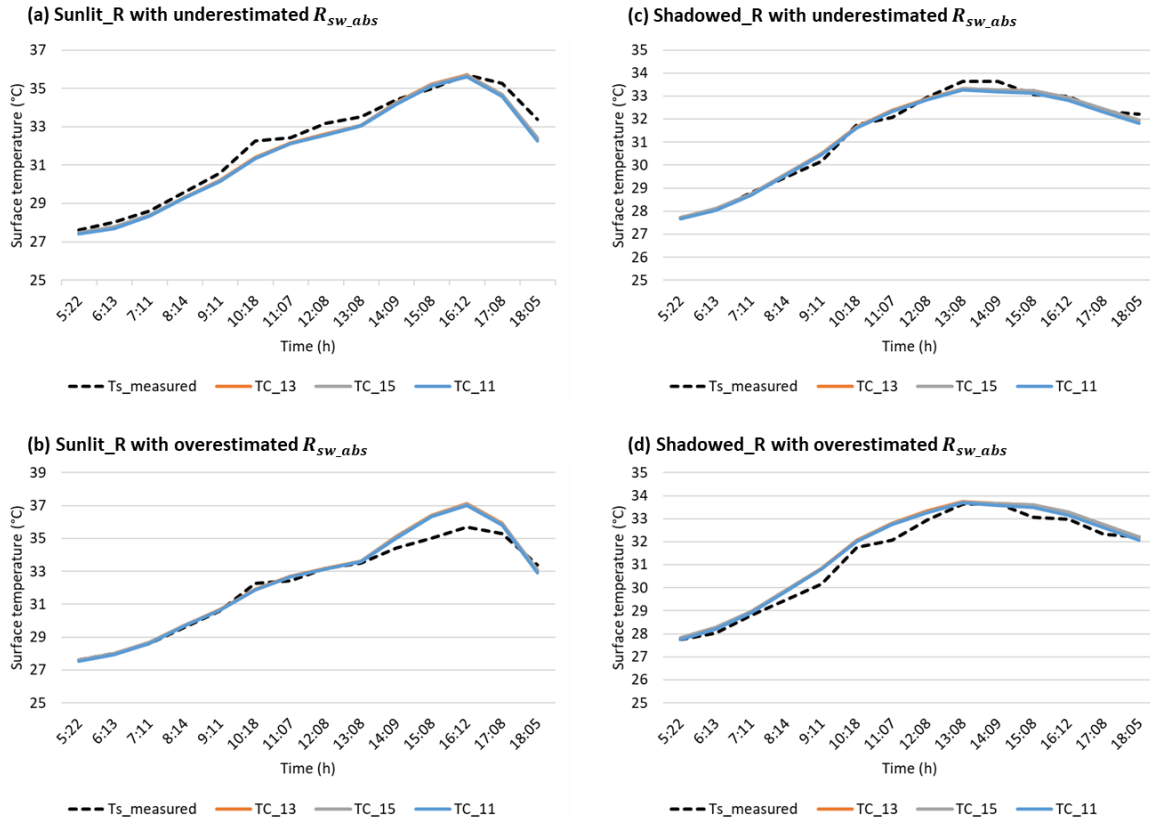 (a) Sunlit_R with underestimated R_sw_abs
Surface temperature (°C)
37
35
33
31
29
27
25
5:22 6:13 7:11 8:14 9:11 10:18 11:07 12:08 13:08 14:09 15:08 16:12 17:08 18:05
Time (h)
Ts_measured TC_13 TC_15 TC_11
(c) Shadowed_R with underestimated R_sw_abs
Surface temperature (°C)
35
34
33
32
31
30
29
28
27
26
25
5:22 6:13 7:11 8:14 9:11 10:18 11:07 12:08 13:08 14:09 15:08 16:12 17:08 18:05
Time (h)
Ts_measured TC_13 TC_15 TC_11
(b) Sunlit_R with overestimated R_sw_abs
Surface temperature (°C)
39
37
35
33
31
29
27
25
5:22 6:13 7:11 8:14 9:11 10:18 11:07 12:08 13:08 14:09 15:08 16:12 17:08 18:05
Time (h)
Ts_measured TC_13 TC_15 TC_11
(d) Shadowed_R with overestimated R_sw_abs
Surface temperature (°C)
35
34
33
32
31
30
29
28
27
26
25
5:22 6:13 7:11 8:14 9:11 10:18 11:07 12:08 13:08 14:09 15:08 16:12 17:08 18:05
Time (h)
Ts_measured TC_13 TC_15 TC_11